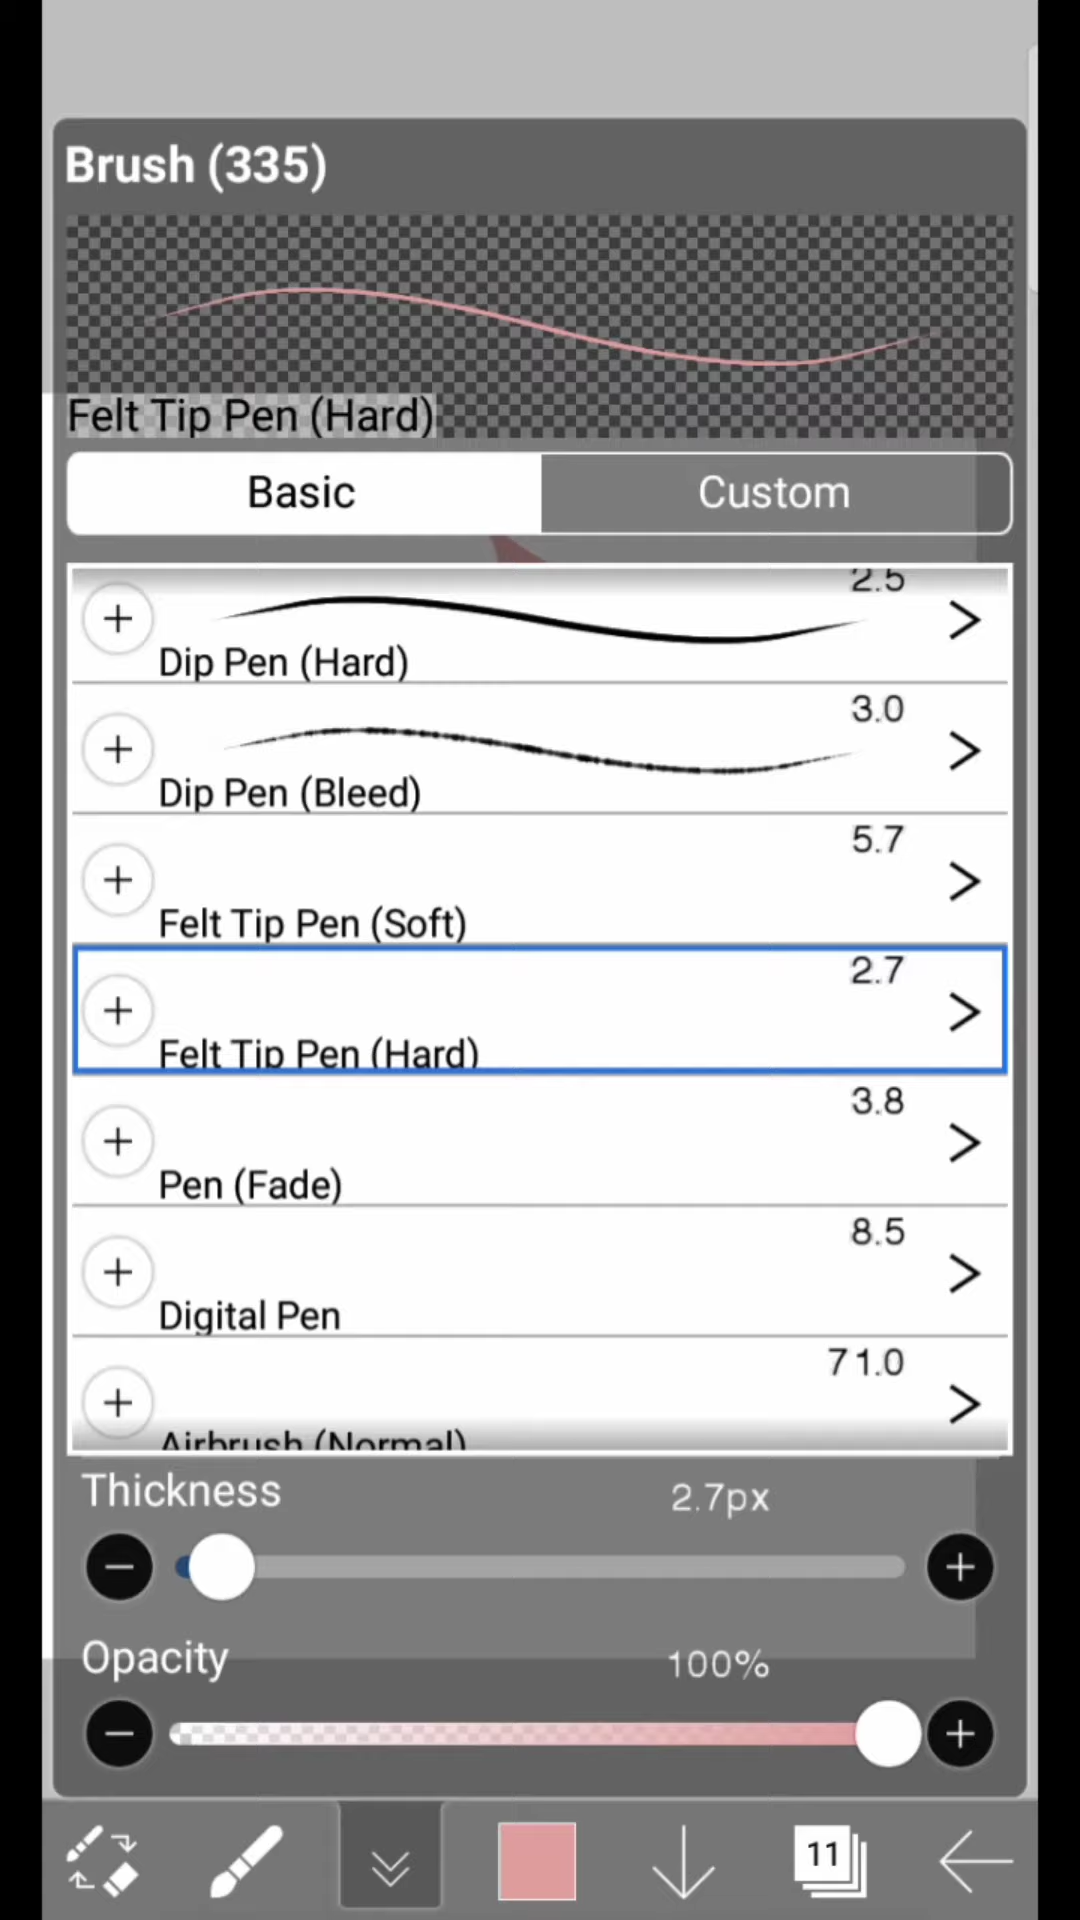 Brush (335)
Felt Tip Pen (Hard)
Basic
Custom
2.5
Dip Pen (Hard)
3.0
Dip Pen (Bleed)
5.7
Felt Tip Pen (Soft)
2.7
Felt Tip Pen (Hard)
3.8
Pen (Fade)
8.5
Digital Pen
71.0
Airbrush (Normal)
Thickness
2.7px
Opacity
100%
11